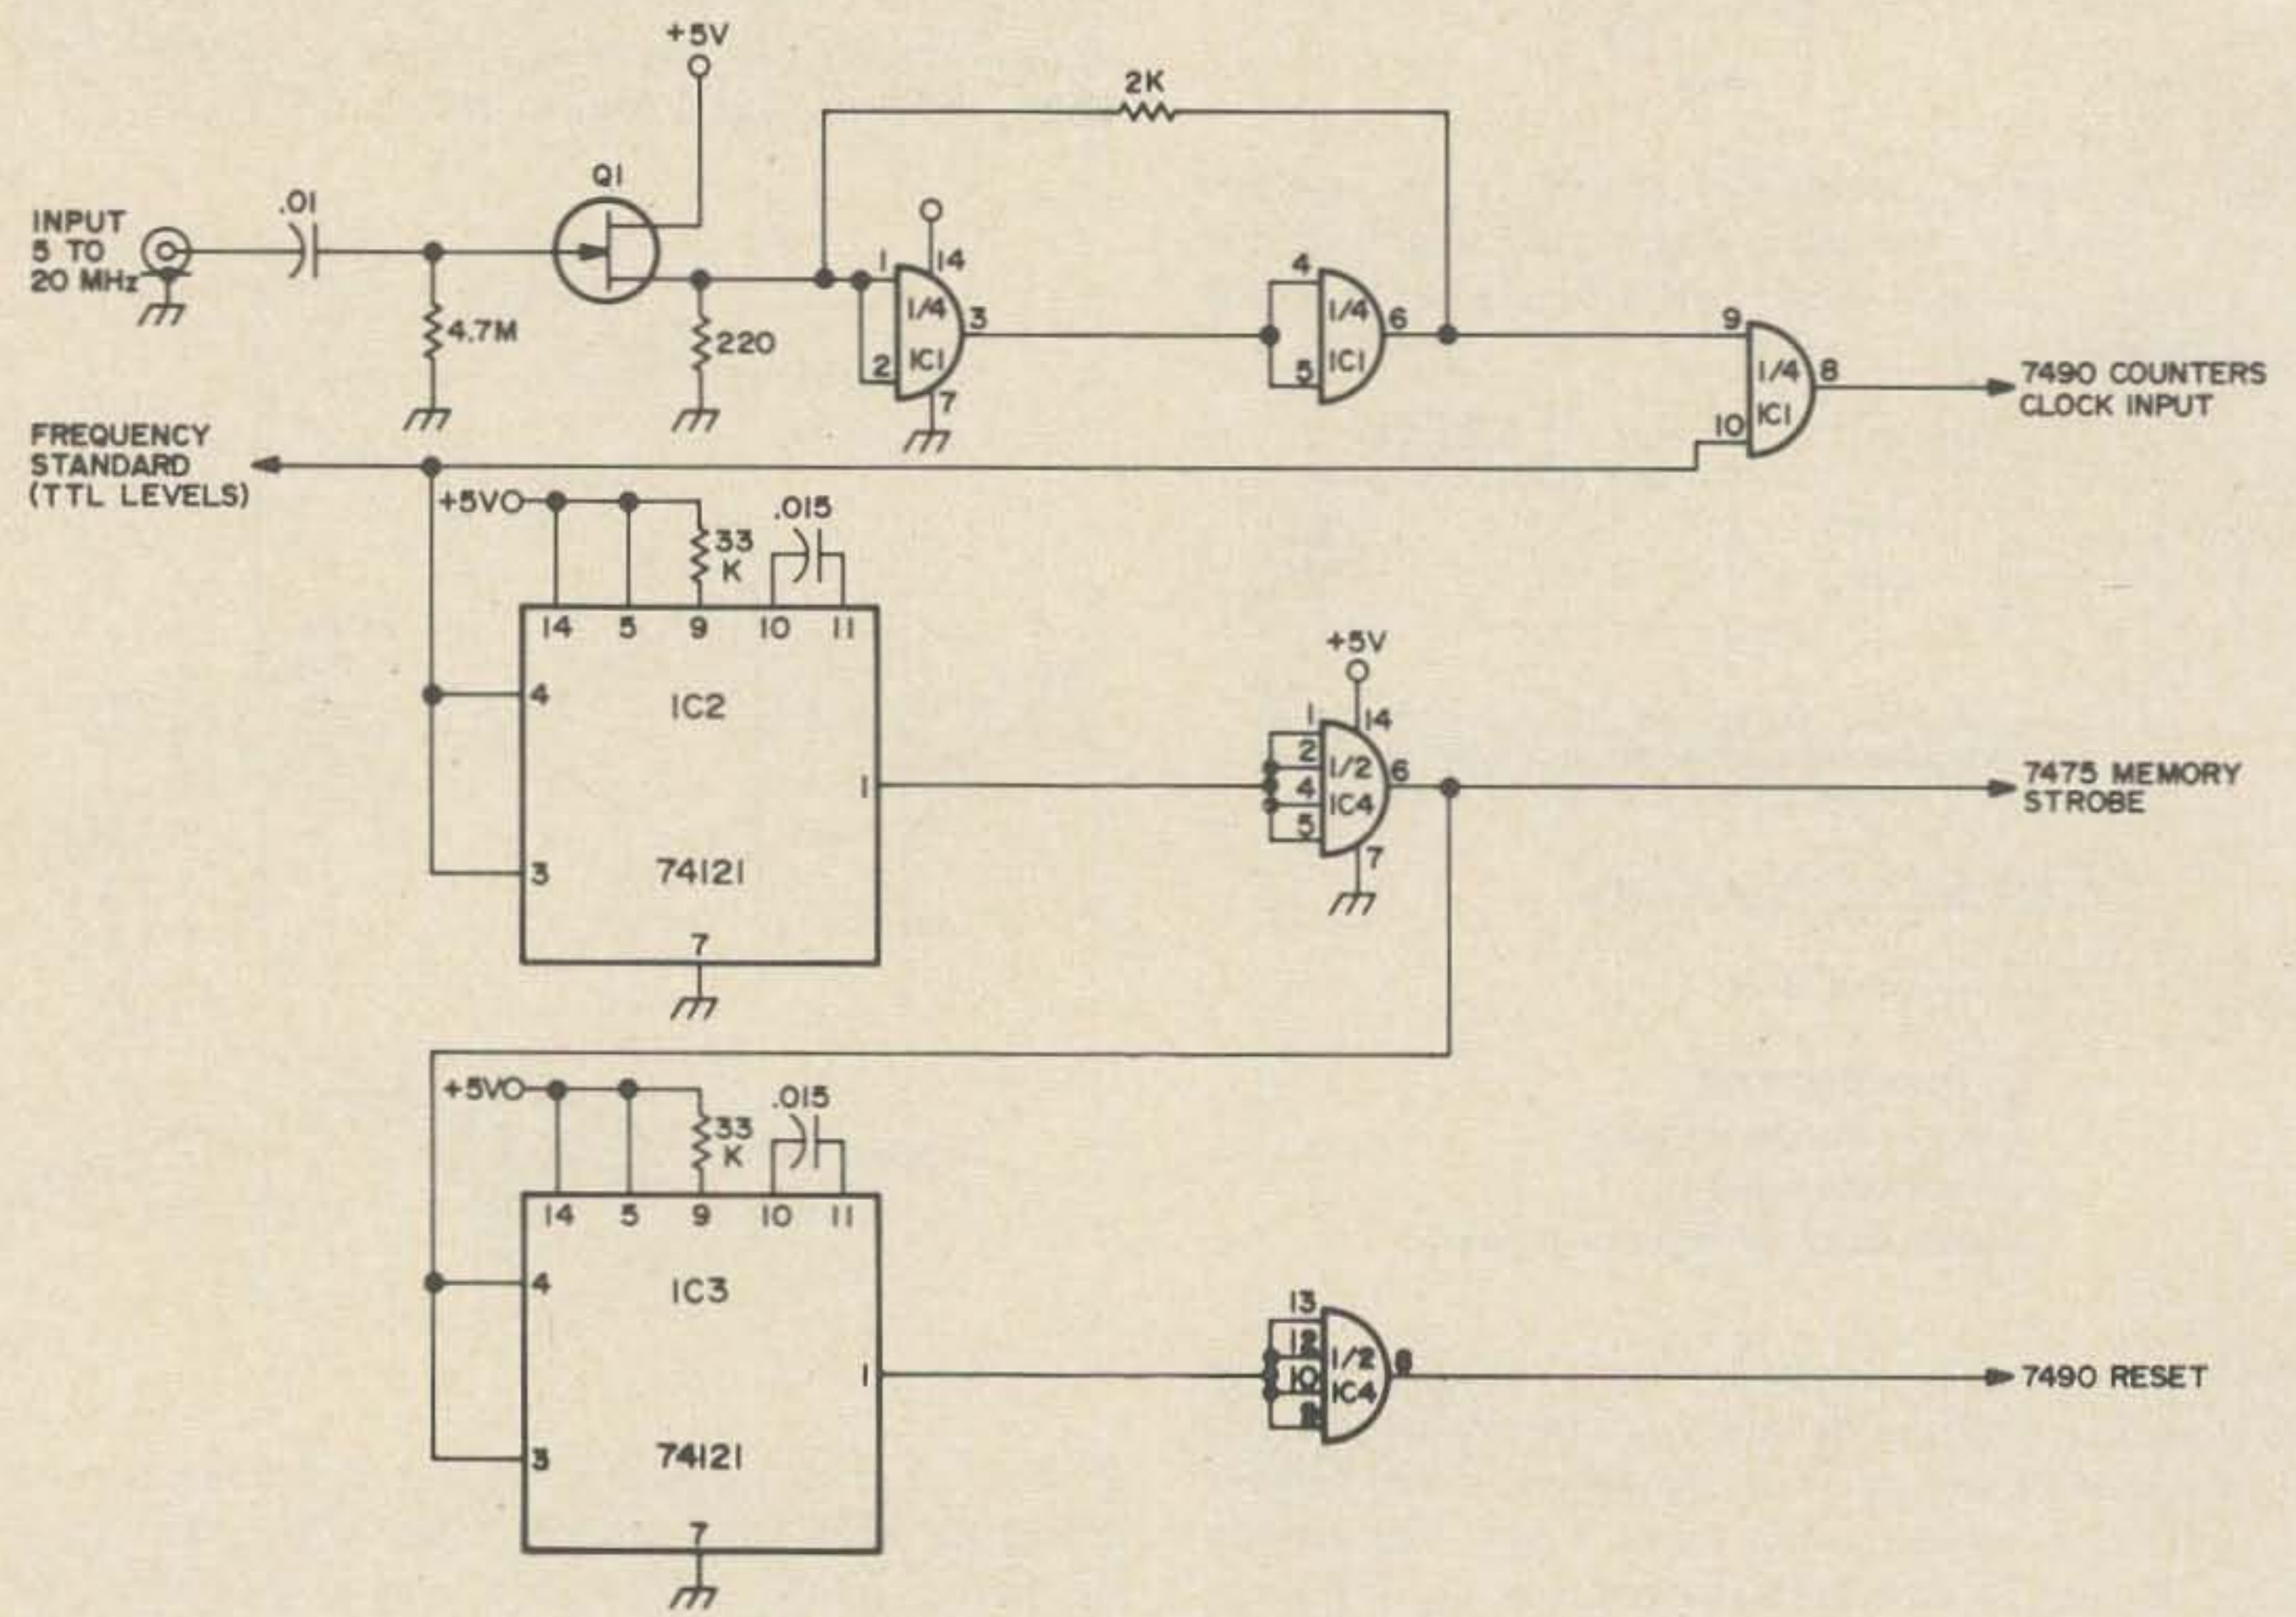 +5V
2K
Q1
.01
INPUT
5 TO
20 MHz
4.7M
220
1
14
1/4
IC1
2
3
7
4
1/4
IC1
5
6
9
1/4
IC1
10
8
7490 COUNTERS
CLOCK INPUT
FREQUENCY
STANDARD
(TTL LEVELS)
+5V
33
K
.015
14
5
9
10
11
4
IC2
1
3
74121
7
+5V
1
14
2
1/2
4
IC4
5
6
7
7475 MEMORY
STROBE
+5V
33
K
.015
14
5
9
10
11
4
IC3
1
3
74121
7
13
12
1/2
10
IC4
8
7490 RESET